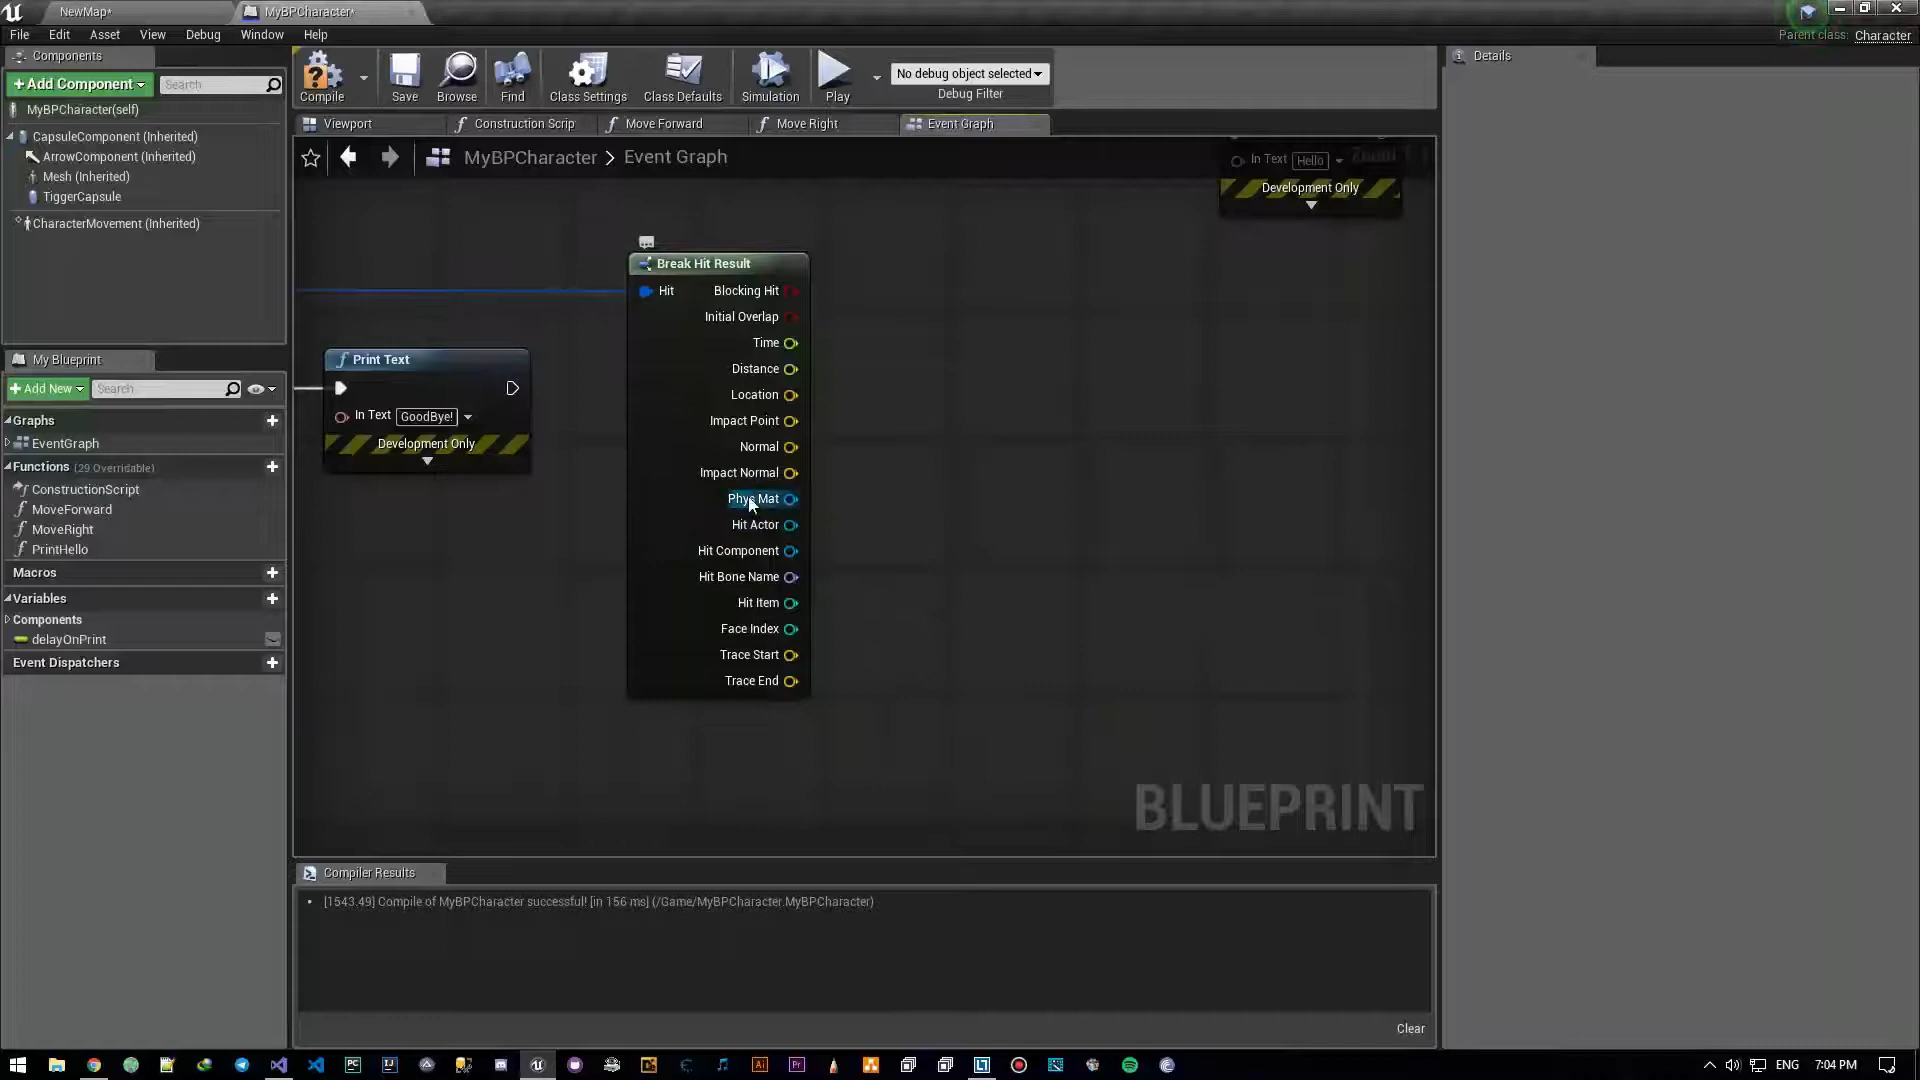 NewMap*
MyBPCharacter*
File Edit Asset View Debug Window Help
Parent class: Character
Components
+Add Component
Search
MyBPCharacter(self)
CapsuleComponent (Inherited)
ArrowComponent (Inherited)
Mesh (Inherited)
TiggerCapsule
CharacterMovement (Inherited)
My Blueprint
+Add New
Search
Graphs
EventGraph
Functions (29 Overridable)
ConstructionScript
MoveForward
MoveRight
PrintHello
Macros
Variables
Components
delayOnPrint
Event Dispatchers
Compile
Save
Browse
Find
Class Settings
Class Defaults
Simulation
Play
No debug object selected
Debug Filter
Viewport
Construction Scrip
Move Forward
Move Right
Event Graph
MyBPCharacter > Event Graph
In Text Hello
Development Only
Break Hit Result
Hit
Blocking Hit
Initial Overlap
Time
Distance
Location
Impact Point
Normal
Impact Normal
Phys Mat
Hit Actor
Hit Component
Hit Bone Name
Hit Item
Face Index
Trace Start
Trace End
Print Text
In Text GoodBye!
Development Only
BLUEPRINT
Compiler Results
[1543.49] Compile of MyBPCharacter successful! [in 156 ms] (/Game/MyBPCharacter.MyBPCharacter)
Clear
Details
ENG
7:04 PM